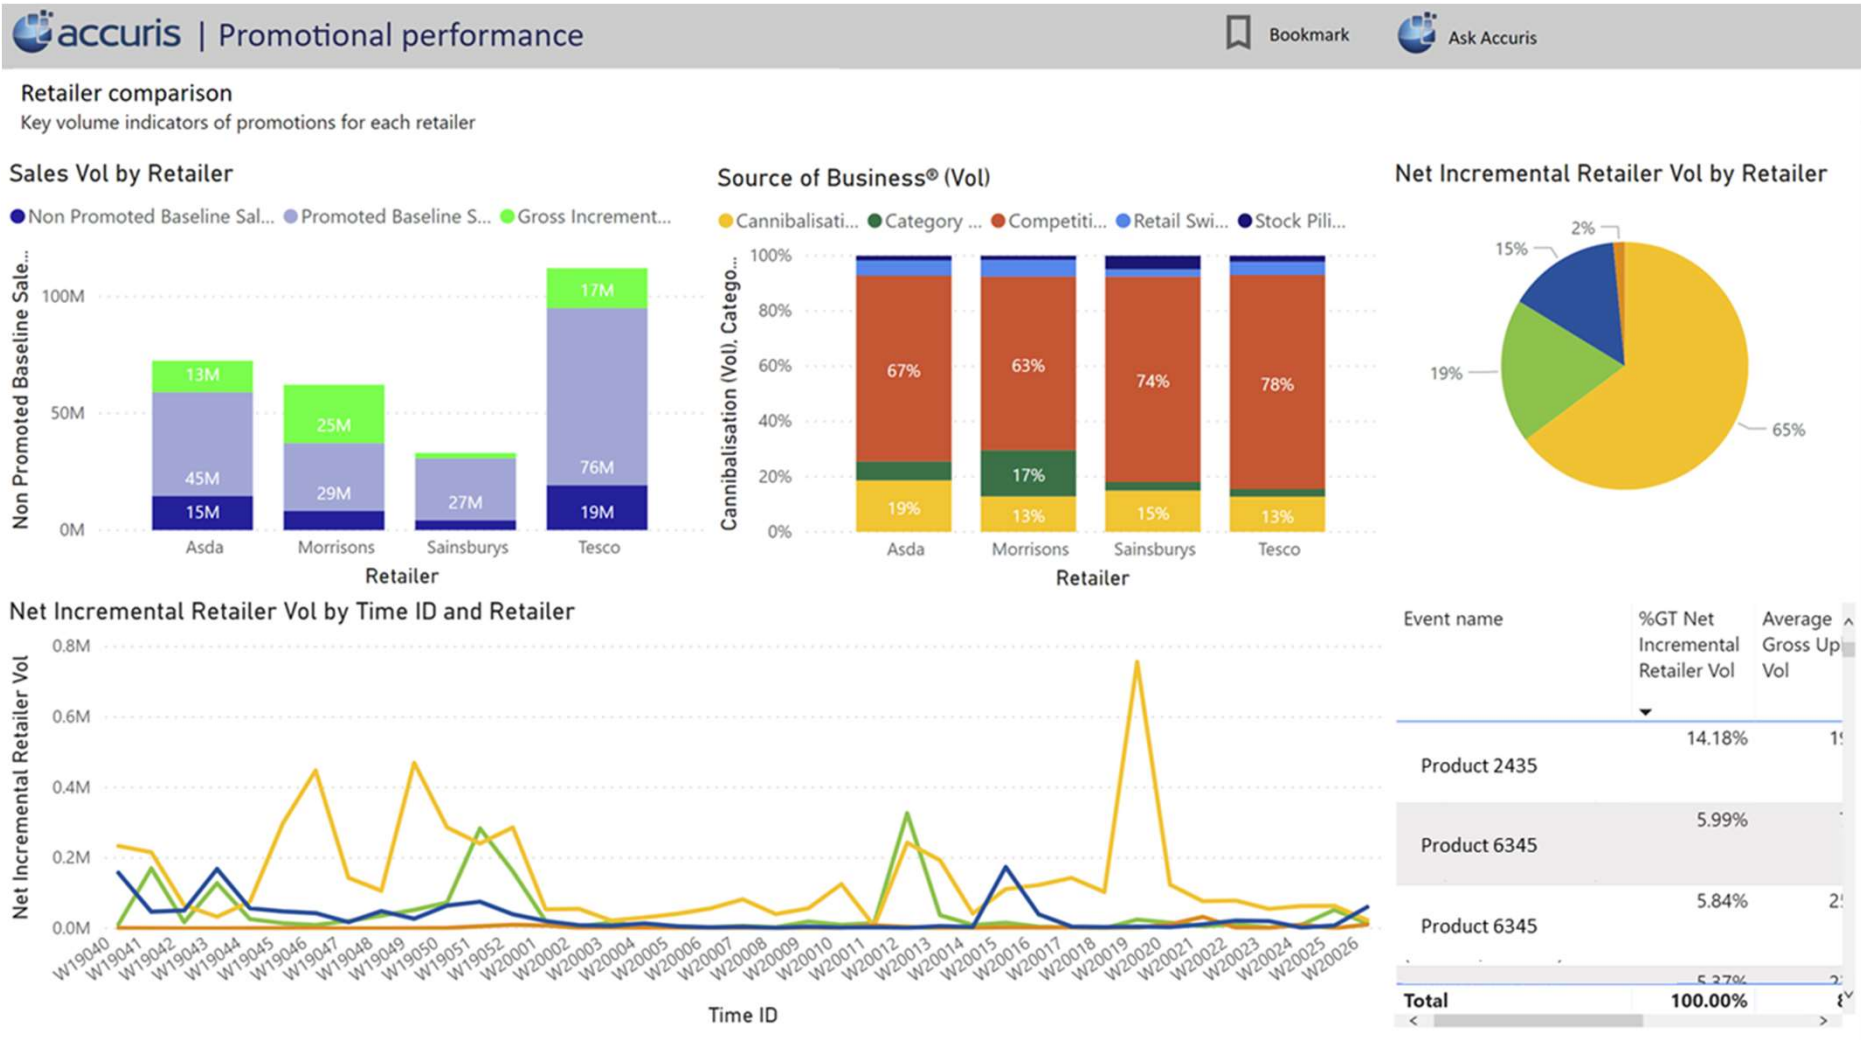 accuris | Promotional performance
Bookmark
Ask Accuris
Retailer comparison
Key volume indicators of promotions for each retailer
Sales Vol by Retailer
Non Promoted Baseline Sal... Promoted Baseline S... Gross Increment...
Non Promoted Baseline Sale...
100M
50M
0M
13M
45M
15M
25M
29M
27M
17M
76M
19M
Asda Morrisons Sainsburys Tesco
Retailer
Source of Business® (Vol)
Cannibalisati... Category ... Competiti... Retail Swi... Stock Pili...
Cannibalisation (Vol), Catego...
100%
80%
60%
40%
20%
0%
67%
19%
63%
17%
13%
74%
15%
78%
13%
Asda Morrisons Sainsburys Tesco
Retailer
Net Incremental Retailer Vol by Retailer
2%
15%
19%
65%
Net Incremental Retailer Vol by Time ID and Retailer
Net Incremental Retailer Vol
0.8M
0.6M
0.4M
0.2M
0.0M
W19040 W19041 W19042 W19043 W19044 W19045 W19046 W19047 W19048 W19049 W19050 W19051 W19052 W20001 W20002 W20003 W20004 W20005 W20006 W20007 W20008 W20009 W20010 W20011 W20012 W20013 W20014 W20015 W20016 W20017 W20018 W20019 W20020 W20021 W20022 W20023 W20024 W20025 W20026
Time ID
Event name
%GT Net
Incremental
Retailer Vol
Average
Gross Up
Vol
14.18%
Product 2435
5.99%
Product 6345
5.84%
Product 6345
5.37%
Total 100.00%